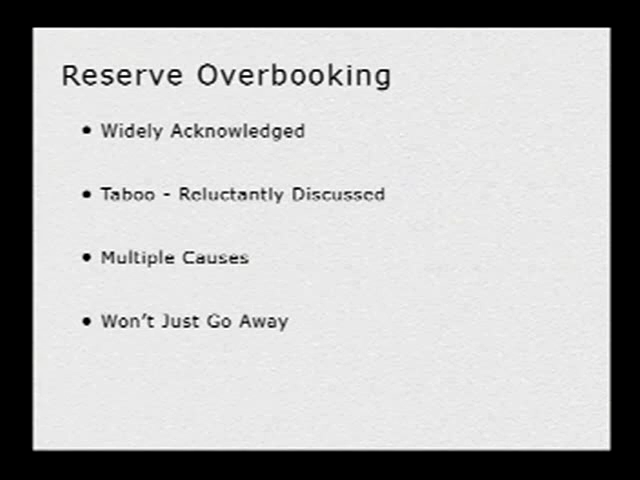 Reserve Overbooking
• Widely Acknowledged
• Taboo - Reluctantly Discussed
• Multiple Causes
• Won't Just Go Away